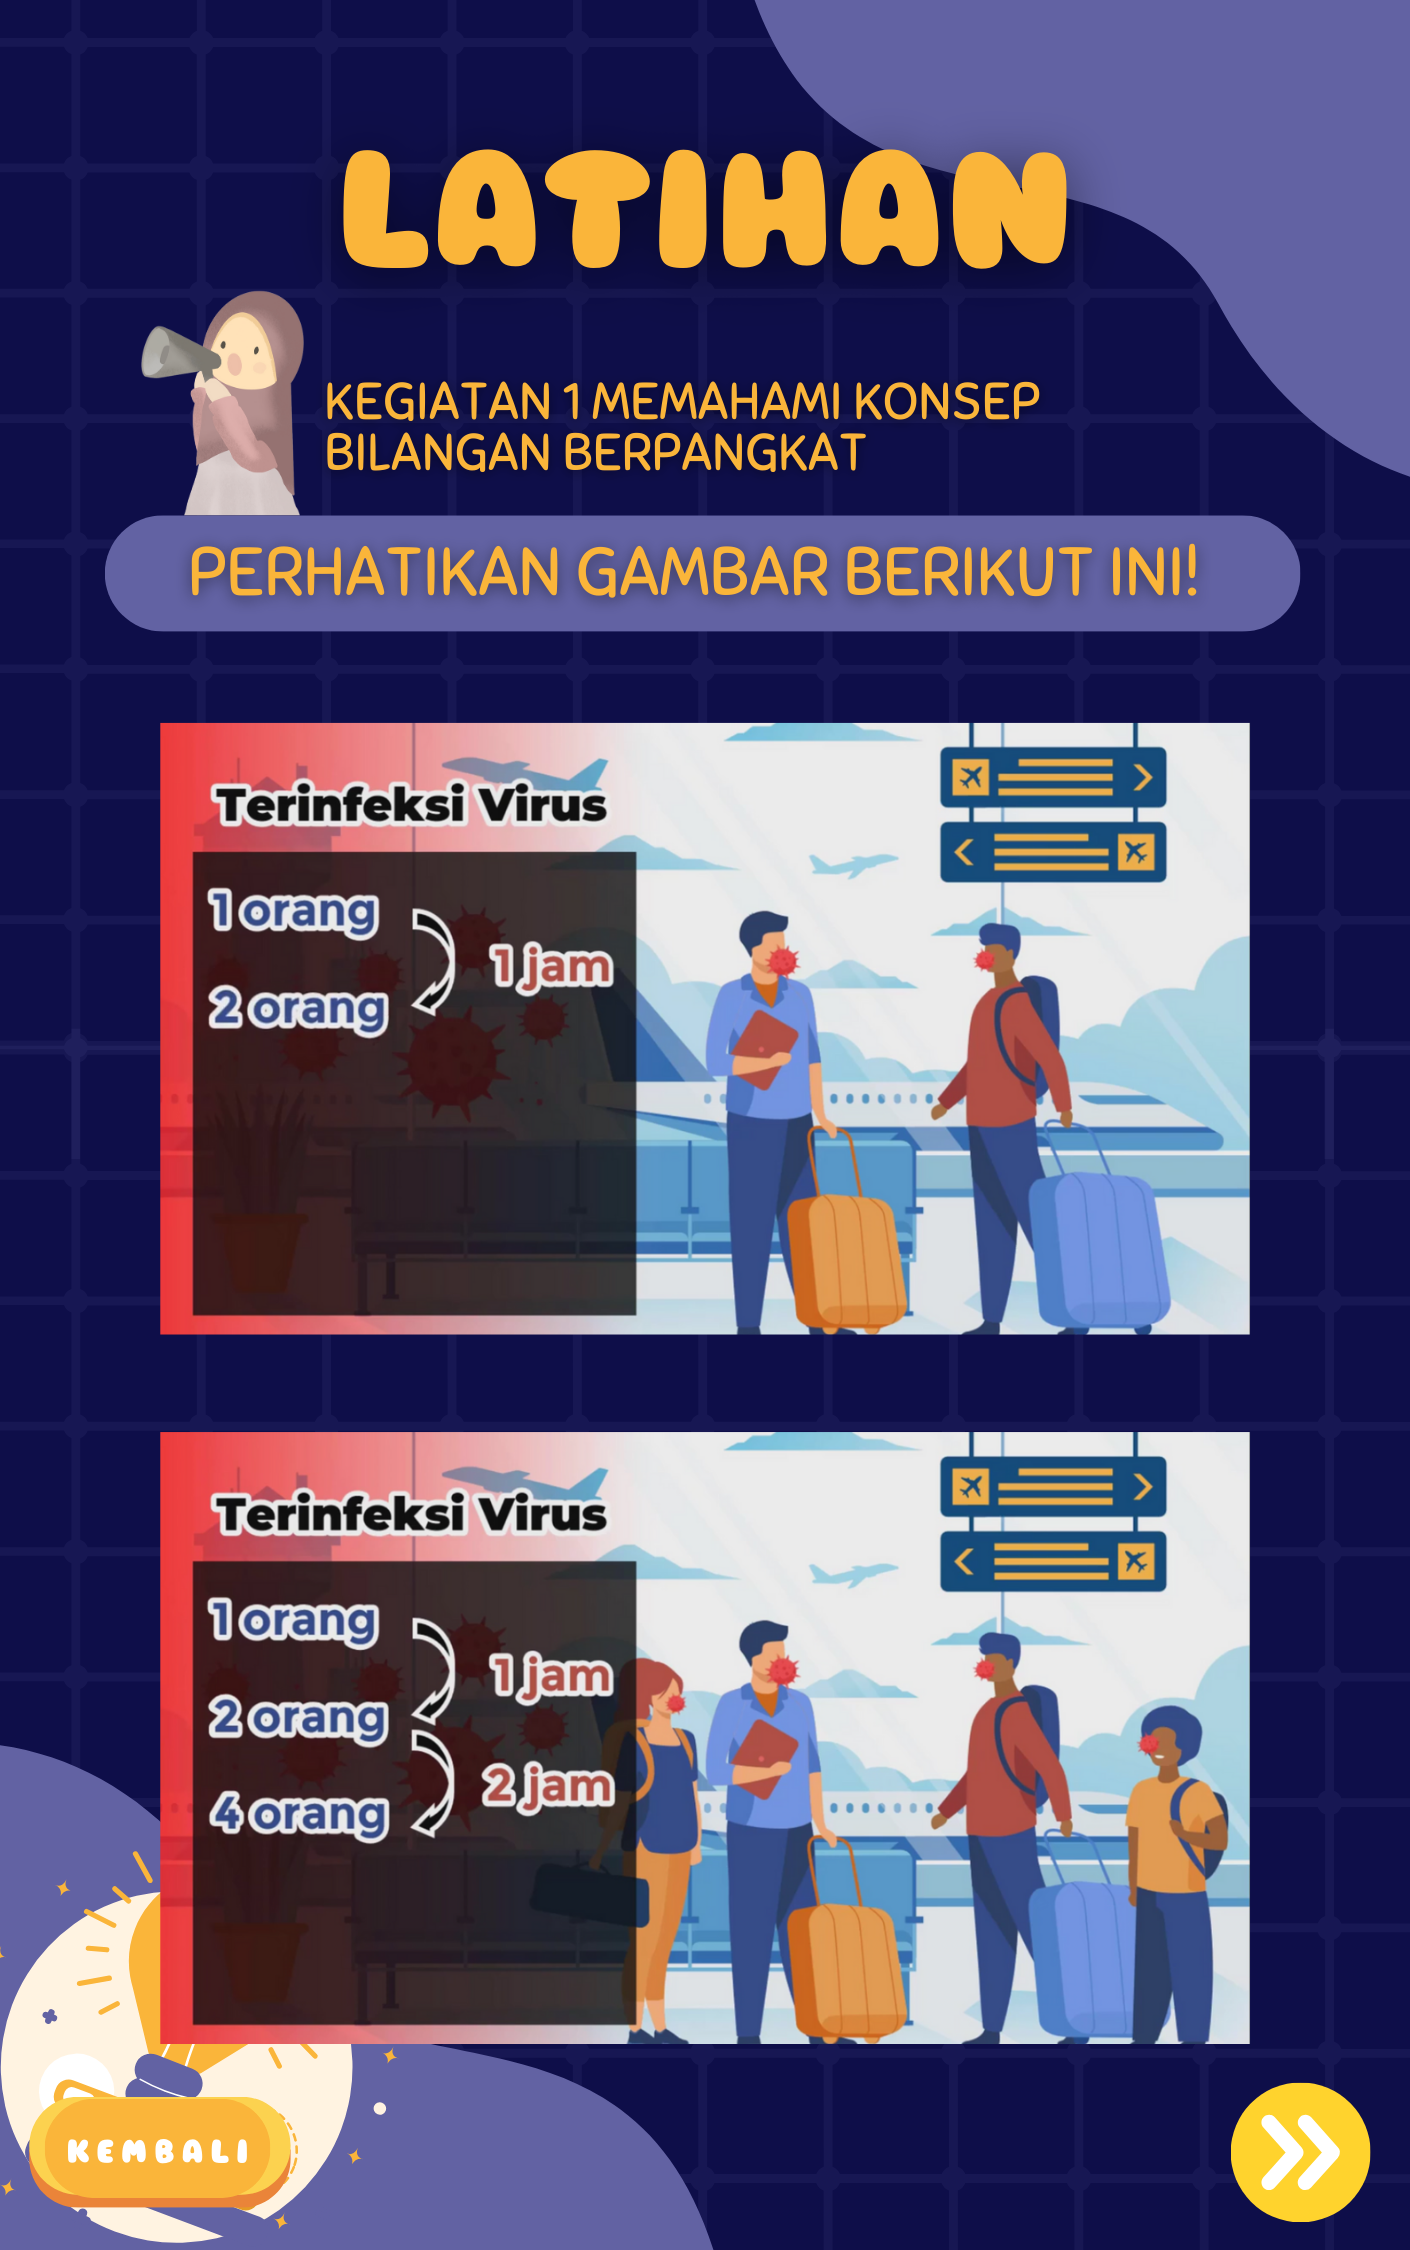 LATIHAN
KEGIATAN 1 MEMAHAMI KONSEP
BILANGAN BERPANGKAT
PERHATIKAN GAMBAR BERIKUT INI!
Terinfeksi Virus
1 orang
1 jam
2 orang
Terinfeksi Virus
1 orang
1 jam
2 orang
2 jam
4 orang
KEMBALI